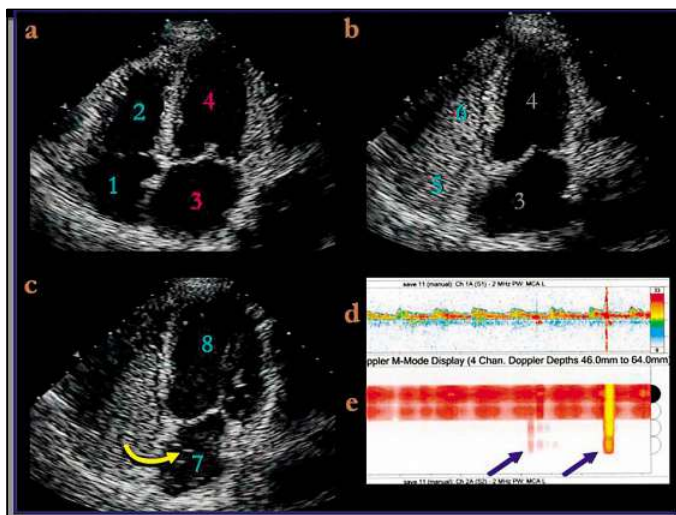 a
b
2
4
1
3
6
4
5
3
c
8
7
d
save 11 (manual): Ch 1A (S1) - 2 MHz PW: MCA L
e
ppler M-Mode Display (4 Chan. Doppler Depths 46.0mm to 64.0mm)
save 11 (manual): Ch 2A (S2) - 2 MHz PW: MCA L